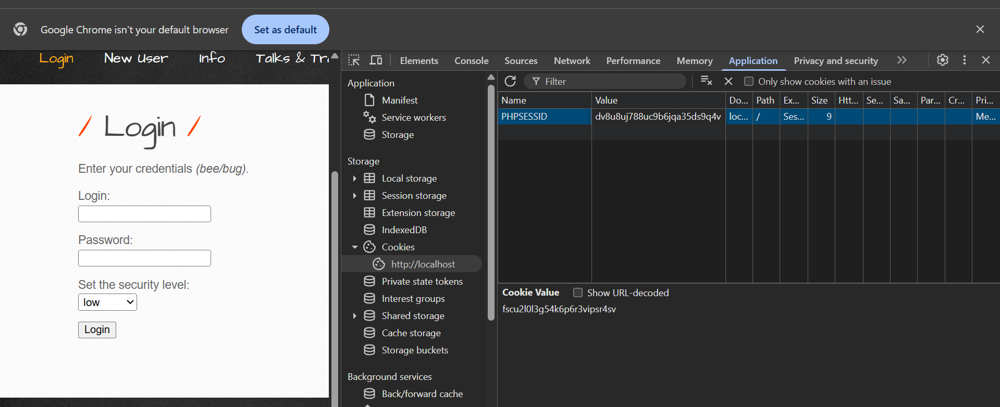 Google Chrome isn't your default browser
Set as default
Login New User Info Talks & Tra
Login
Enter your credentials (bee/bug).
Login:
Password:
Set the security level:
low
Login
Elements Console Sources Network Performance Memory Application Privacy and security
Application
Manifest
Service workers
Storage
Storage
Local storage
Session storage
Extension storage
IndexedDB
Cookies
http://localhost
Private state tokens
Interest groups
Shared storage
Cache storage
Storage buckets
Background services
Back/forward cache
Filter Only show cookies with an issue
Name Value Do... Path Ex... Size Htt... Se... Sa... Par... Cr... Pri...
PHPSESSID dv8u8uj788uc9b6jqa35ds9q4v loc... / Ses... 9 Me...
Cookie Value Show URL-decoded
fscu2l0l3g54k6p6r3vipsr4sv